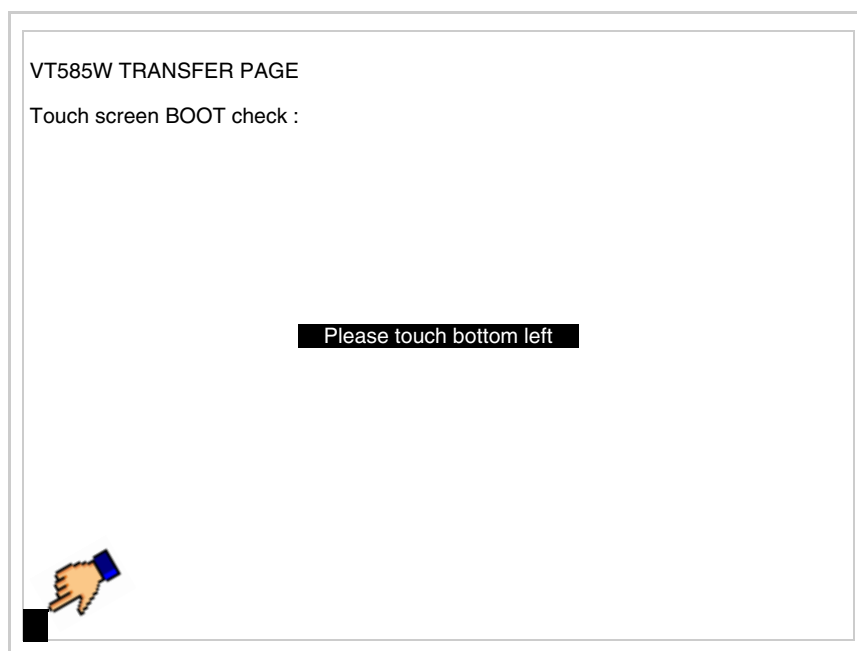 VT585W TRANSFER PAGE
Touch screen BOOT check :
Please touch bottom left